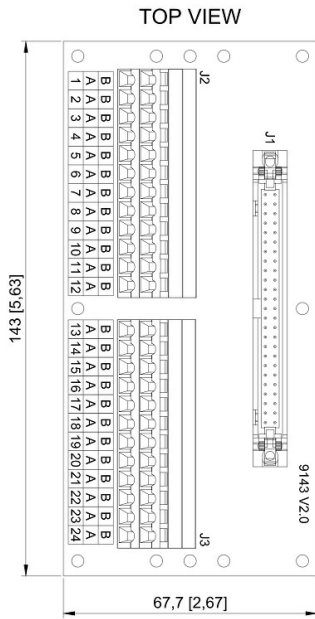 TOP VIEW
J2
1 A B
2 A B
3 A B
4 A B
5 A B
6 A B
7 A B
8 A B
9 A B
10 A B
11 A B
12 A B
J1
143 [5,63]
13 A B
14 A B
15 A B
16 A B
17 A B
18 A B
19 A B
20 A B
21 A B
22 A B
23 A B
24 A B
J3
9143 V2.0
67,7 [2,67]